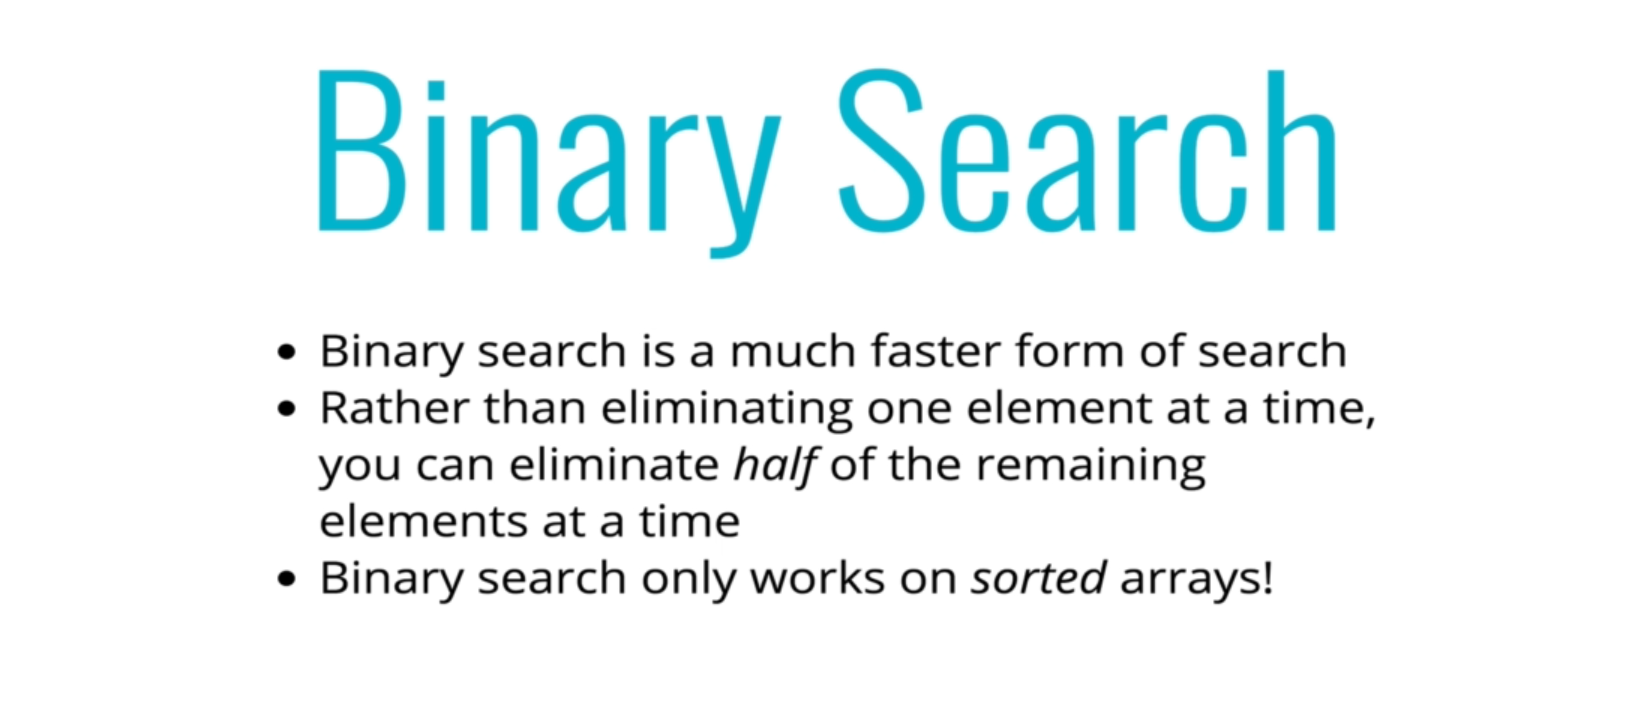 Binary Search
• Binary search is a much faster form of search
• Rather than eliminating one element at a time,
you can eliminate half of the remaining
elements at a time
• Binary search only works on sorted arrays!